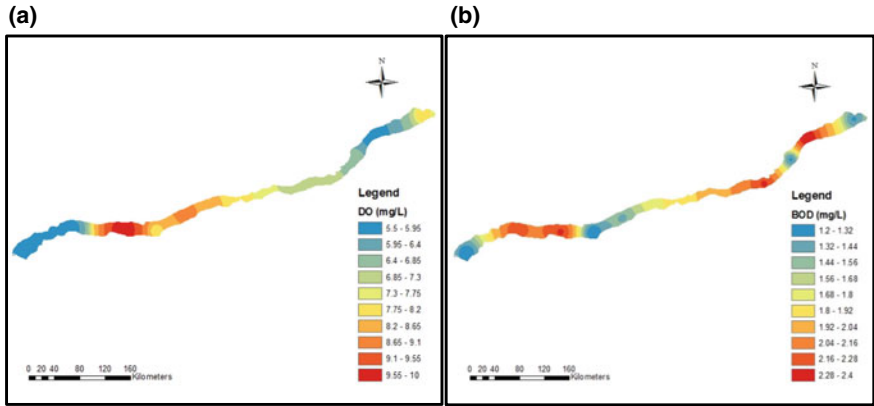 (a)
(b)
N
Legend
DO (mg/L)
5.5 - 5.95
5.95 - 6.4
6.4 - 6.85
6.85 - 7.3
7.3 - 7.75
7.75 - 8.2
8.2 - 8.65
8.65 - 9.1
9.1 - 9.55
9.55 - 10
0 20 40 80 120 160
Kilometers
N
Legend
BOD (mg/L)
1.2 - 1.32
1.32 - 1.44
1.44 - 1.56
1.56 - 1.68
1.68 - 1.8
1.8 - 1.92
1.92 - 2.04
2.04 - 2.16
2.16 - 2.28
2.28 - 2.4
0 20 40 80 120 160
Kilometers